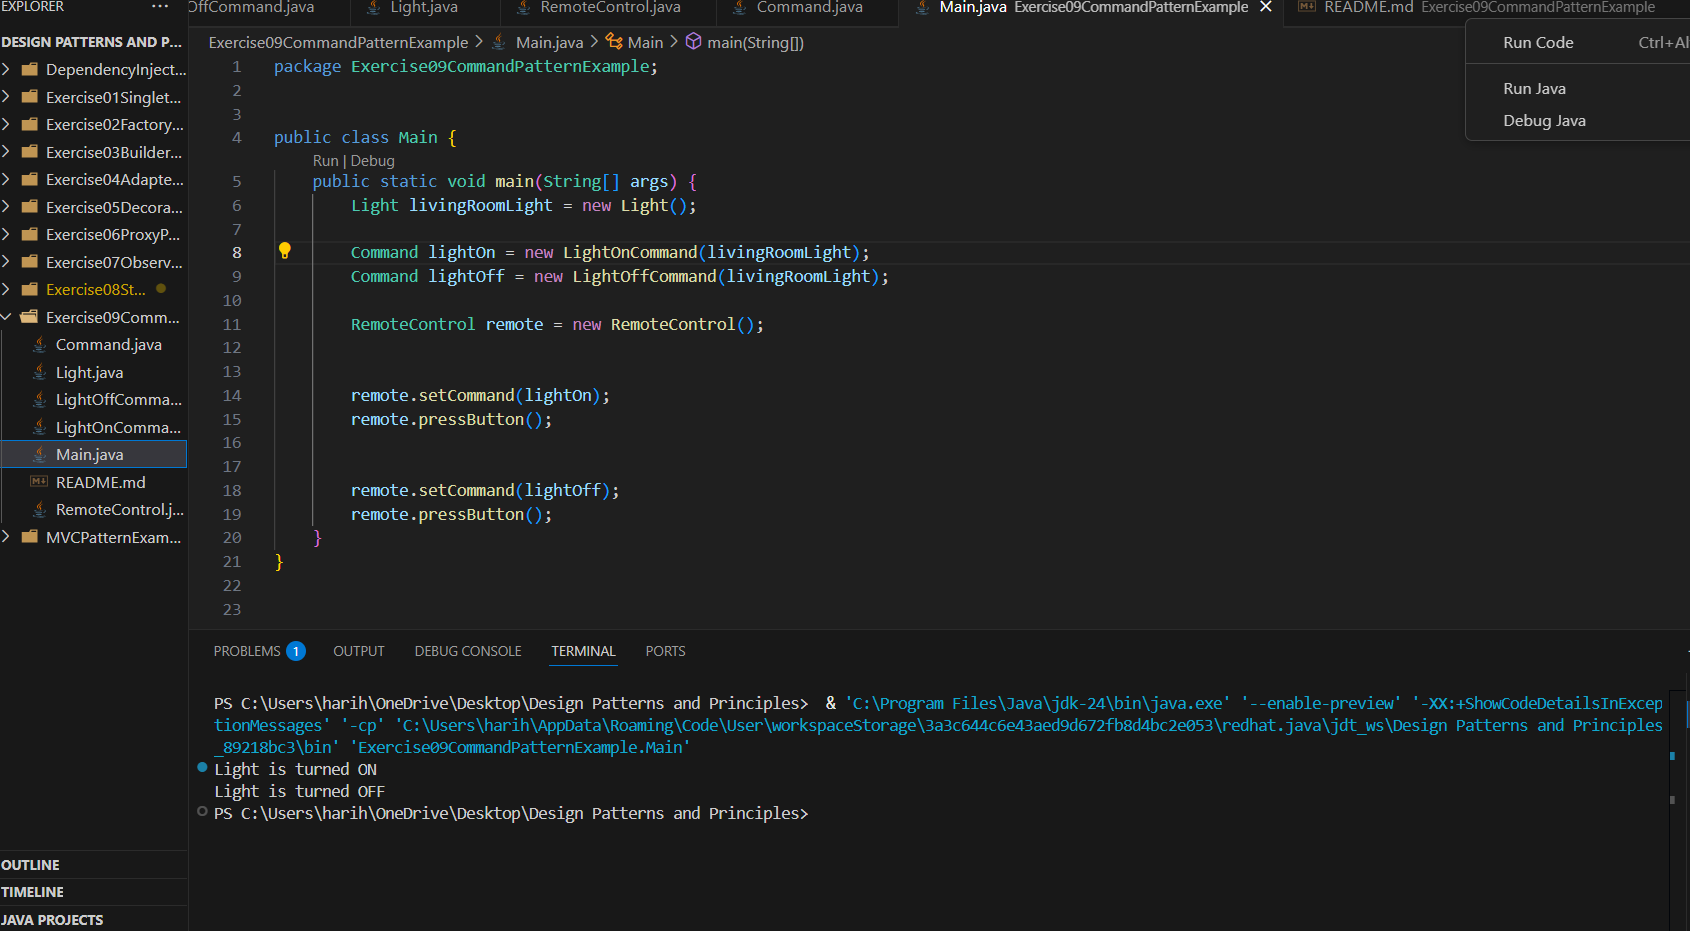 EXPLORER ···
DESIGN PATTERNS AND P...
DependencyInject...
Exercise01Singlet...
Exercise02Factory...
Exercise03Builder...
Exercise04Adapte...
Exercise05Decora...
Exercise06ProxyP...
Exercise07Observ...
Exercise08St...
Exercise09Comm...
Command.java
Light.java
LightOffComma...
LightOnComma...
Main.java
README.md
RemoteControl.j...
MVCPatternExam...
OUTLINE
TIMELINE
JAVA PROJECTS
OffCommand.java Light.java RemoteControl.java Command.java Main.java Exercise09CommandPatternExample README.md Exercise09CommandPatternExample
Exercise09CommandPatternExample > Main.java > Main > main(String[])
Run Code Ctrl+Al
Run Java
Debug Java
1 package Exercise09CommandPatternExample;
2
3
4 public class Main {
Run | Debug
5 public static void main(String[] args) {
6 Light livingRoomLight = new Light();
7
8 Command lightOn = new LightOnCommand(livingRoomLight);
9 Command lightOff = new LightOffCommand(livingRoomLight);
10
11 RemoteControl remote = new RemoteControl();
12
13
14 remote.setCommand(lightOn);
15 remote.pressButton();
16
17
18 remote.setCommand(lightOff);
19 remote.pressButton();
20 }
21 }
22
23
PROBLEMS 1 OUTPUT DEBUG CONSOLE TERMINAL PORTS
PS C:\Users\harih\OneDrive\Desktop\Design Patterns and Principles> & 'C:\Program Files\Java\jdk-24\bin\java.exe' '--enable-preview' '-XX:+ShowCodeDetailsInExcep
tionMessages' '-cp' 'C:\Users\harih\AppData\Roaming\Code\User\workspaceStorage\3a3c644c6e43aed9d672fb8d4bc2e053\redhat.java\jdt_ws\Design Patterns and Principles
_89218bc3\bin' 'Exercise09CommandPatternExample.Main'
Light is turned ON
Light is turned OFF
PS C:\Users\harih\OneDrive\Desktop\Design Patterns and Principles>